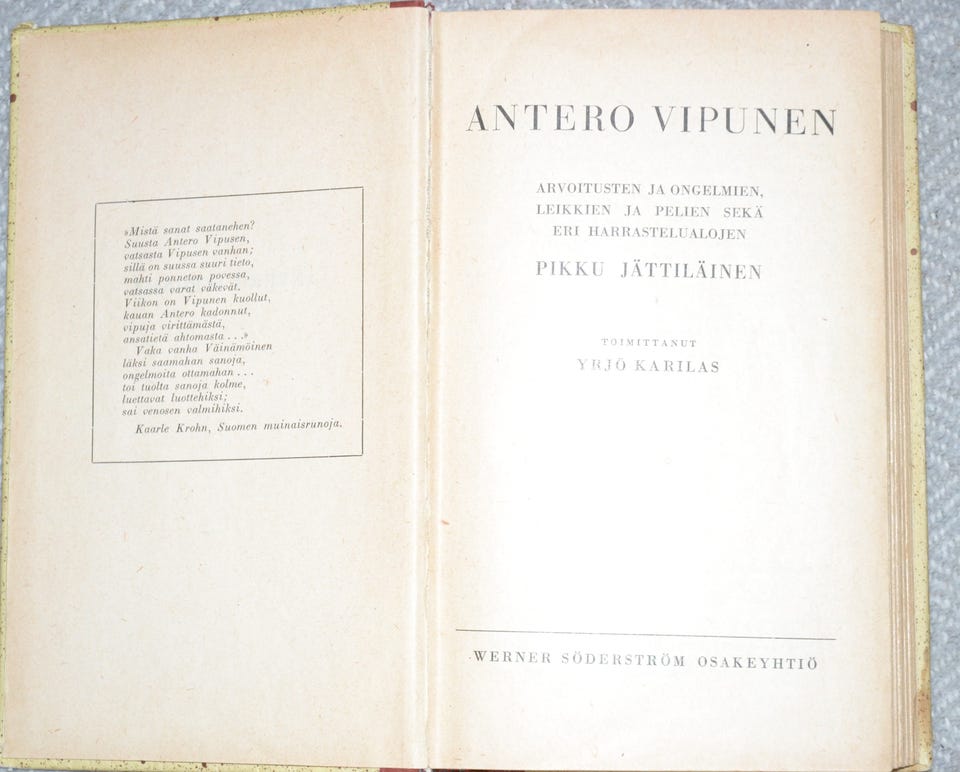 »Mistä sanat saatanehen?
Suusta Antero Vipusen,
vatsasta Vipusen vanhan;
sillä on suussa suuri tieto,
mahti ponneton povessa,
vatsassa varat väkevät.
Viikon on Vipunen kuollut,
kauan Antero kadonnut,
vipuja virittämästä,
ansatietä ahtomasta...»
Vaka vanha Väinämöinen
läksi saamahan sanoja,
ongelmoita ottamahan...
toi tuolta sanoja kolme,
luettavat luottehiksi;
sai venosen valmihiksi.
Kaarle Krohn, Suomen muinaisrunoja.
ANTERO VIPUNEN
ARVOITUSTEN JA ONGELMIEN,
LEIKKIEN JA PELIEN SEKÄ
ERI HARRASTELUALOJEN
PIKKU JÄTTILÄINEN
TOIMITTANUT
YRJÖ KARILAS
WERNER SÖDERSTRÖM OSAKEYHTIÖ